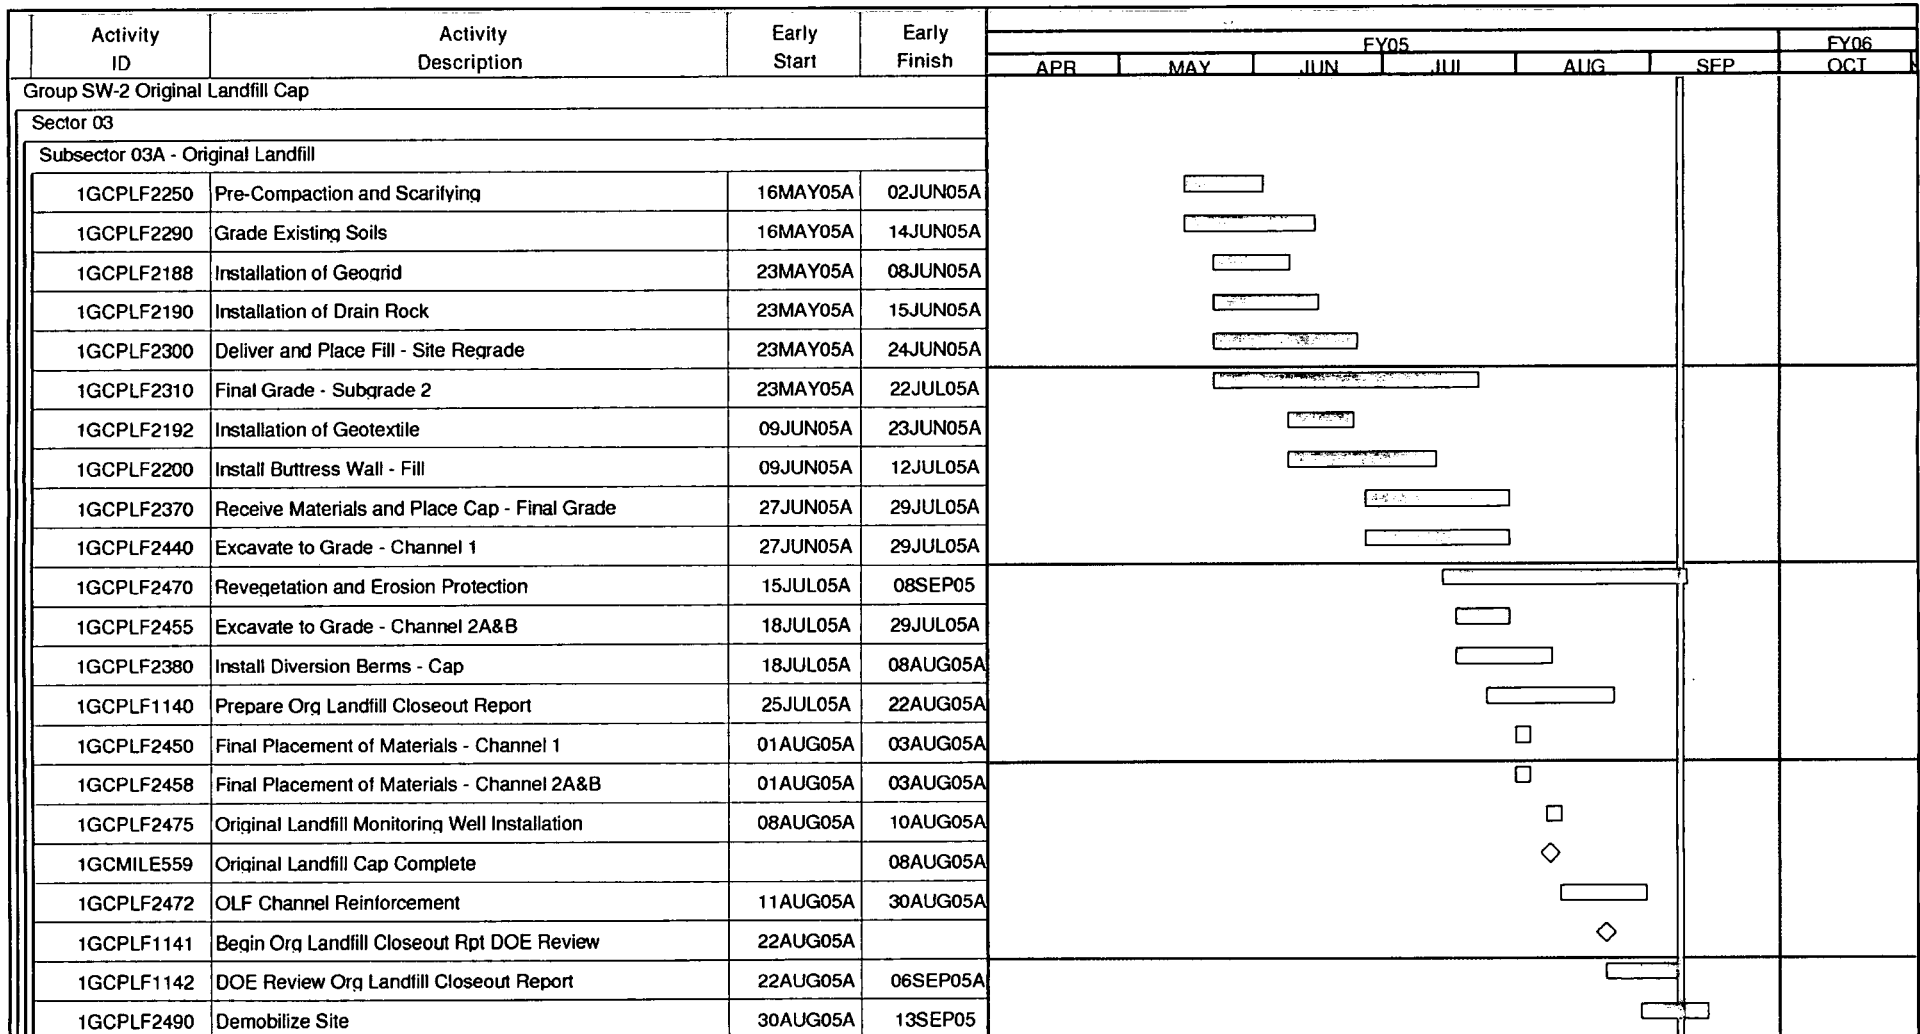 Activity ID Activity Description Early Start Early Finish
FY05 FY06
APR MAY JUN JUL AUG SEP OCT
Group SW-2 Original Landfill Cap
Sector 03
Subsector 03A - Original Landfill
1GCPLF2250 Pre-Compaction and Scarifying 16MAY05A 02JUN05A
1GCPLF2290 Grade Existing Soils 16MAY05A 14JUN05A
1GCPLF2188 Installation of Geogrid 23MAY05A 08JUN05A
1GCPLF2190 Installation of Drain Rock 23MAY05A 15JUN05A
1GCPLF2300 Deliver and Place Fill - Site Regrade 23MAY05A 24JUN05A
1GCPLF2310 Final Grade - Subgrade 2 23MAY05A 22JUL05A
1GCPLF2192 Installation of Geotextile 09JUN05A 23JUN05A
1GCPLF2200 Install Buttress Wall - Fill 09JUN05A 12JUL05A
1GCPLF2370 Receive Materials and Place Cap - Final Grade 27JUN05A 29JUL05A
1GCPLF2440 Excavate to Grade - Channel 1 27JUN05A 29JUL05A
1GCPLF2470 Revegetation and Erosion Protection 15JUL05A 08SEP05
1GCPLF2455 Excavate to Grade - Channel 2A&B 18JUL05A 29JUL05A
1GCPLF2380 Install Diversion Berms - Cap 18JUL05A 08AUG05A
1GCPLF1140 Prepare Org Landfill Closeout Report 25JUL05A 22AUG05A
1GCPLF2450 Final Placement of Materials - Channel 1 01AUG05A 03AUG05A
1GCPLF2458 Final Placement of Materials - Channel 2A&B 01AUG05A 03AUG05A
1GCPLF2475 Original Landfill Monitoring Well Installation 08AUG05A 10AUG05A
1GCMILE559 Original Landfill Cap Complete 08AUG05A
1GCPLF2472 OLF Channel Reinforcement 11AUG05A 30AUG05A
1GCPLF1141 Begin Org Landfill Closeout Rpt DOE Review 22AUG05A
1GCPLF1142 DOE Review Org Landfill Closeout Report 22AUG05A 06SEP05A
1GCPLF2490 Demobilize Site 30AUG05A 13SEP05